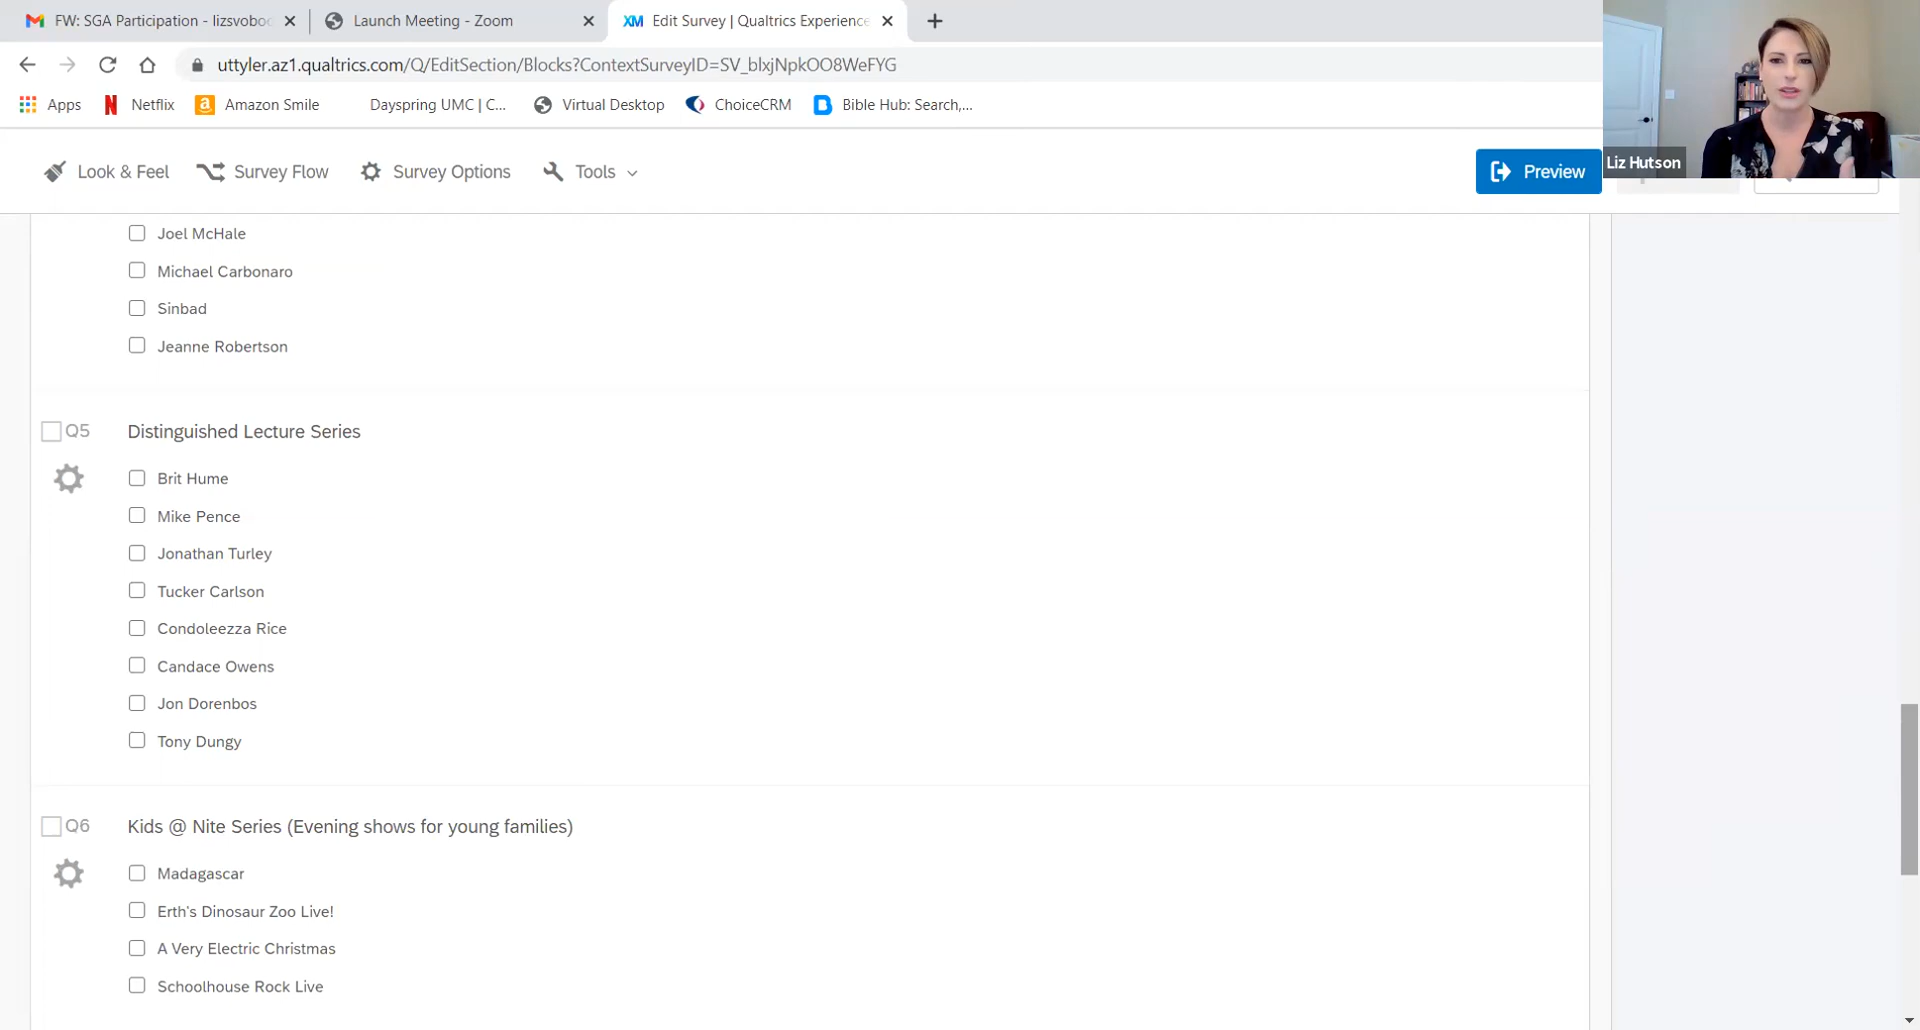 FW: SGA Participation - lizsvobo
Launch Meeting - Zoom
XM Edit Survey | Qualtrics Experience
uttyler.az1.qualtrics.com/Q/EditSection/Blocks?ContextSurveyID=SV_blxjNpkOO8WeFYG
Apps
N Netflix
a Amazon Smile
Dayspring UMC | C...
Virtual Desktop
ChoiceCRM
B Bible Hub: Search,...
Look & Feel
Survey Flow
Survey Options
Tools
Preview
Liz Hutson
Joel McHale
Michael Carbonaro
Sinbad
Jeanne Robertson
Q5 Distinguished Lecture Series
Brit Hume
Mike Pence
Jonathan Turley
Tucker Carlson
Condoleezza Rice
Candace Owens
Jon Dorenbos
Tony Dungy
Q6 Kids @ Nite Series (Evening shows for young families)
Madagascar
Erth's Dinosaur Zoo Live!
A Very Electric Christmas
Schoolhouse Rock Live